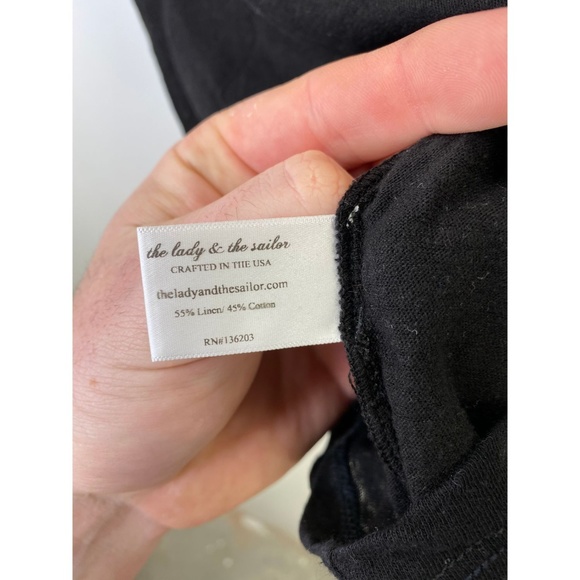 the lady & the sailor
CRAFTED IN THE USA
theladyandthesailor.com
55% Linen/ 45% Cotton
RN#136203